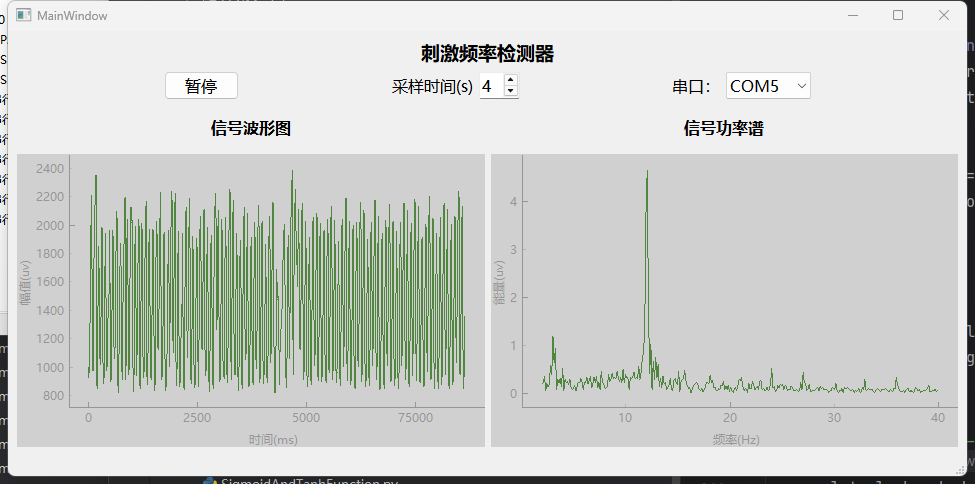 MainWindow
刺激频率检测器
暂停
采样时间(s) 4
串口： COM5
信号波形图
信号功率谱
2400
2200
2000
1800
1600
1400
1200
1000
800
幅值(uv)
0 2500 5000 75000
时间(ms)
4
3
2
1
0
能量(uv)
10 20 30 40
频率(Hz)
SigmoidAndTanhFunction.py